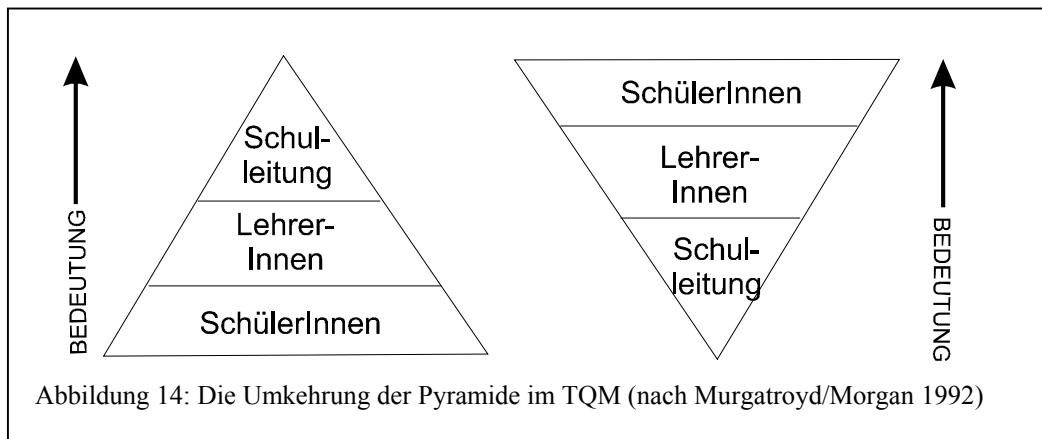 BEDEUTUNG
Schul-
leitung
Lehrer-
Innen
SchülerInnen
SchülerInnen
Lehrer-
Innen
Schul-
leitung
BEDEUTUNG
Abbildung 14: Die Umkehrung der Pyramide im TQM (nach Murgatroyd/Morgan 1992)